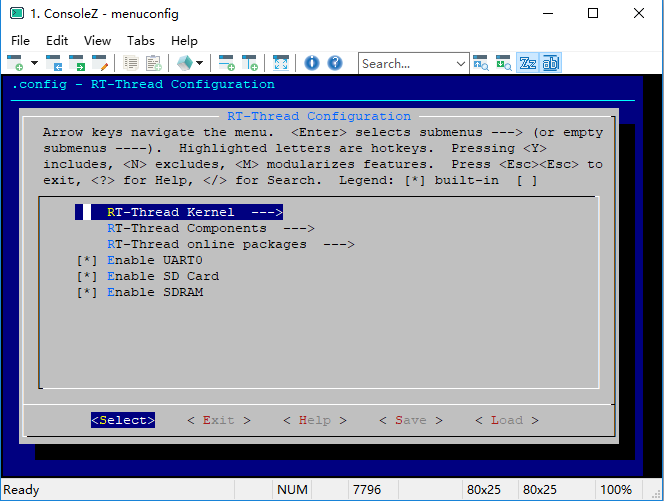 1. ConsoleZ - menuconfig
File Edit View Tabs Help
Search... Zz ab
.config - RT-Thread Configuration
RT-Thread Configuration
Arrow keys navigate the menu. <Enter> selects submenus ---> (or empty
submenus ----). Highlighted letters are hotkeys. Pressing <Y>
includes, <N> excludes, <M> modularizes features. Press <Esc><Esc> to
exit, <?> for Help, </> for Search. Legend: [*] built-in [ ]
RT-Thread Kernel --->
RT-Thread Components --->
RT-Thread online packages --->
[*] Enable UART0
[*] Enable SD Card
[*] Enable SDRAM
<Select> < Exit > < Help > < Save > < Load >
Ready NUM 7796 80x25 80x25 100%